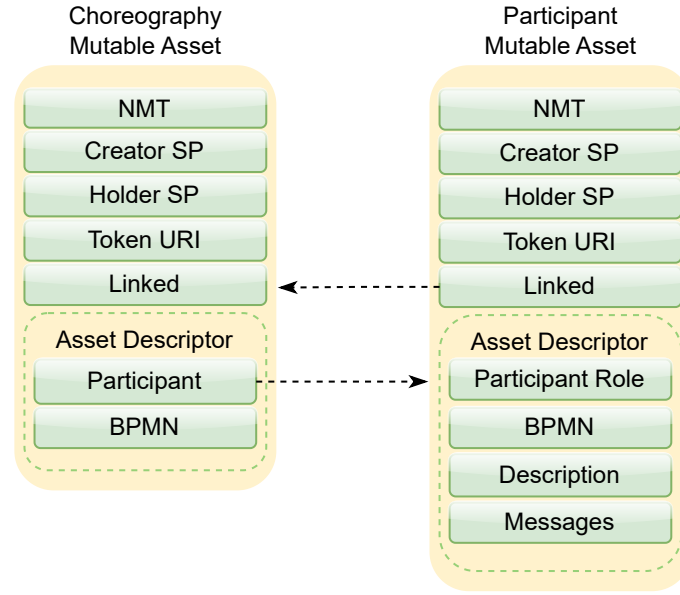 Choreography
Mutable Asset
NMT
Creator SP
Holder SP
Token URI
Linked
Asset Descriptor
Participant
BPMN
Participant
Mutable Asset
NMT
Creator SP
Holder SP
Token URI
Linked
Asset Descriptor
Participant Role
BPMN
Description
Messages